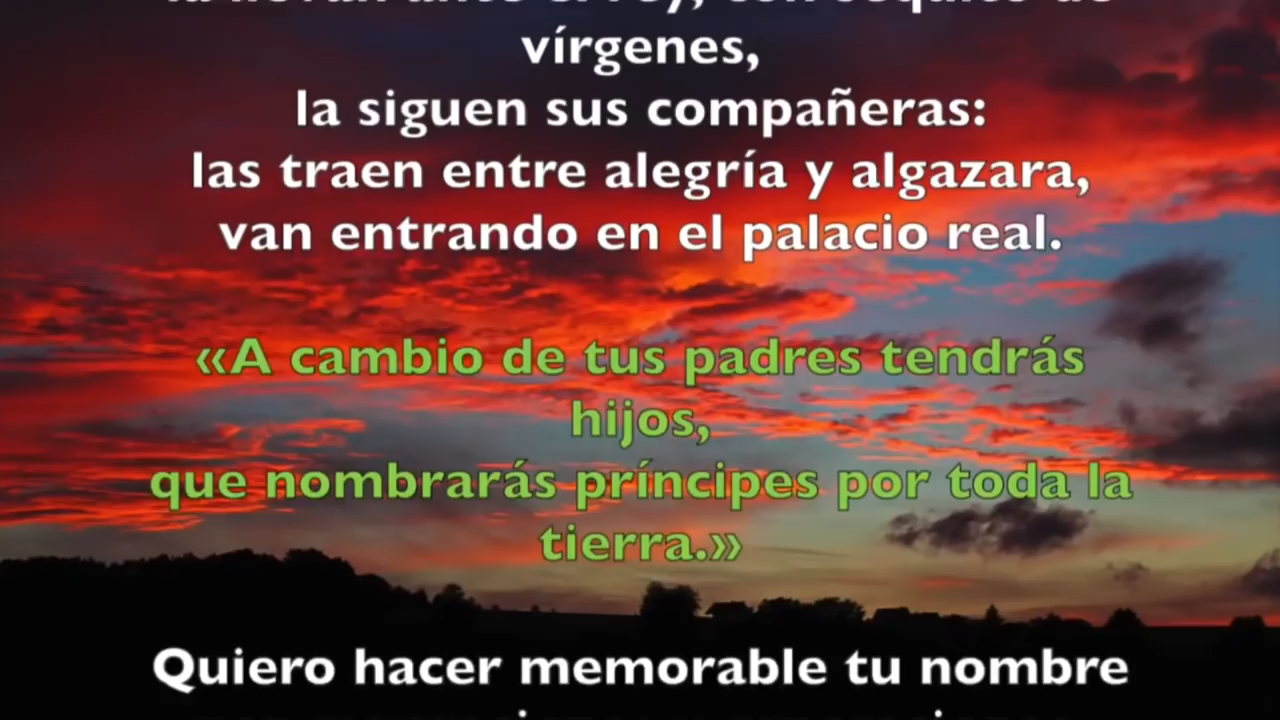 vírgenes,
la siguen sus compañeras:
las traen entre alegría y algazara,
van entrando en el palacio real.
«A cambio de tus padres tendrás
hijos,
que nombrarás príncipes por toda la
tierra.»
Quiero hacer memorable tu nombre